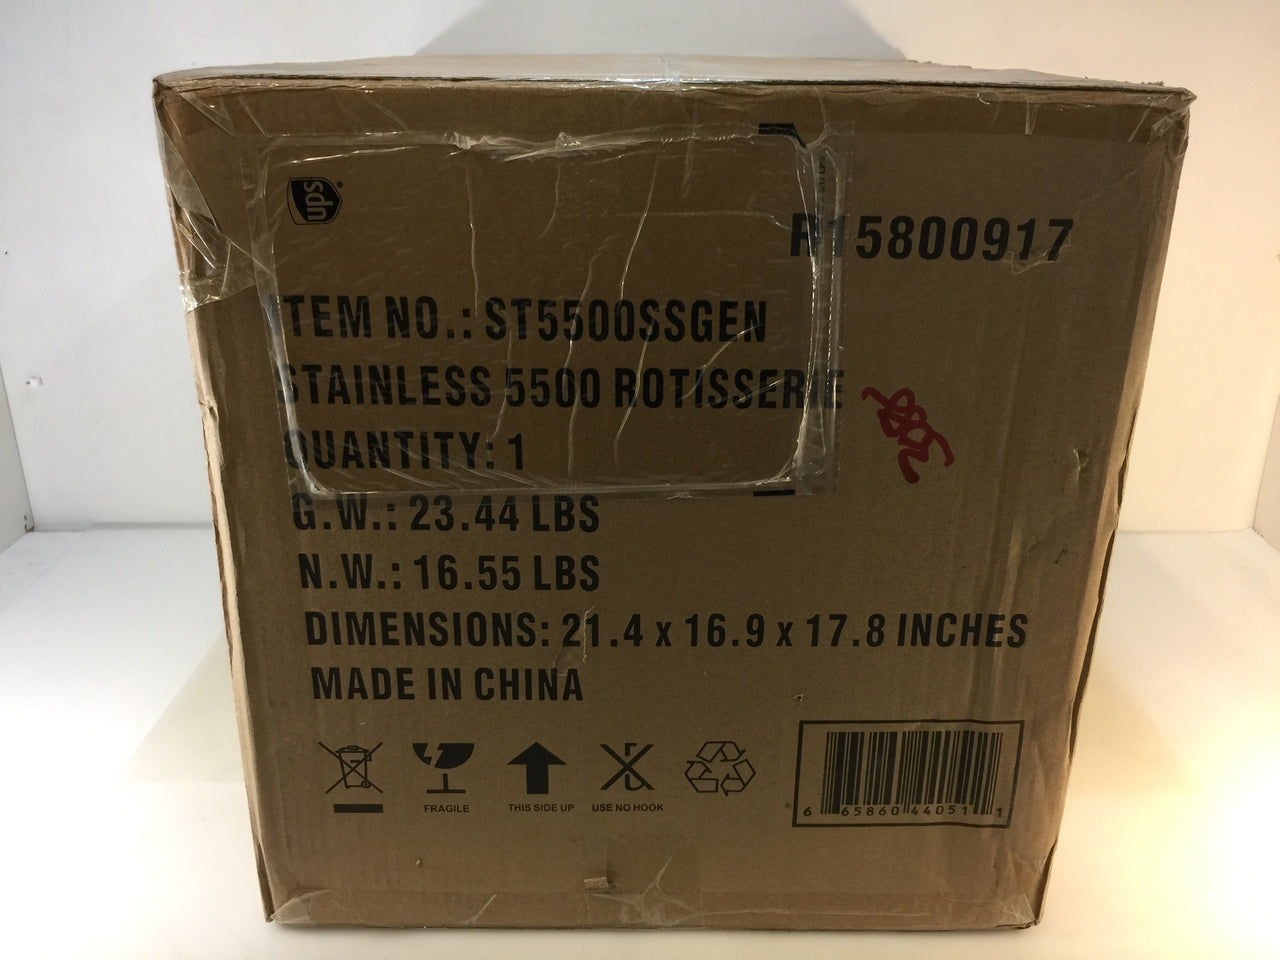 ups
R15800917
ITEM NO.: ST5500SSGEN
STAINLESS 5500 ROTISSERIE
QUANTITY: 1
G.W.: 23.44 LBS
N.W.: 16.55 LBS
DIMENSIONS: 21.4 x 16.9 x 17.8 INCHES
MADE IN CHINA
FRAGILE
THIS SIDE UP
USE NO HOOK
6 65860 44051 1